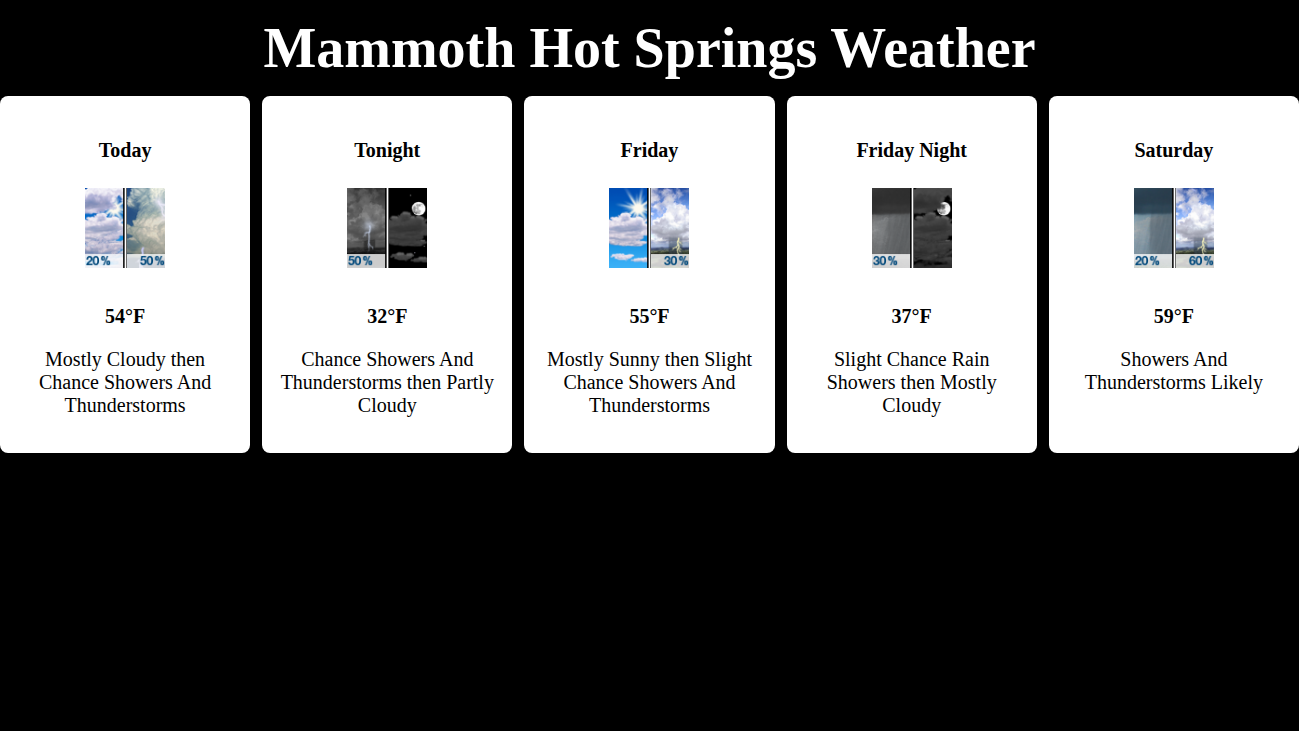 Mammoth Hot Springs Weather
Today
20% 50%
54°F
Mostly Cloudy then
Chance Showers And
Thunderstorms
Tonight
50%
32°F
Chance Showers And
Thunderstorms then Partly
Cloudy
Friday
30%
55°F
Mostly Sunny then Slight
Chance Showers And
Thunderstorms
Friday Night
30%
37°F
Slight Chance Rain
Showers then Mostly
Cloudy
Saturday
20% 60%
59°F
Showers And
Thunderstorms Likely